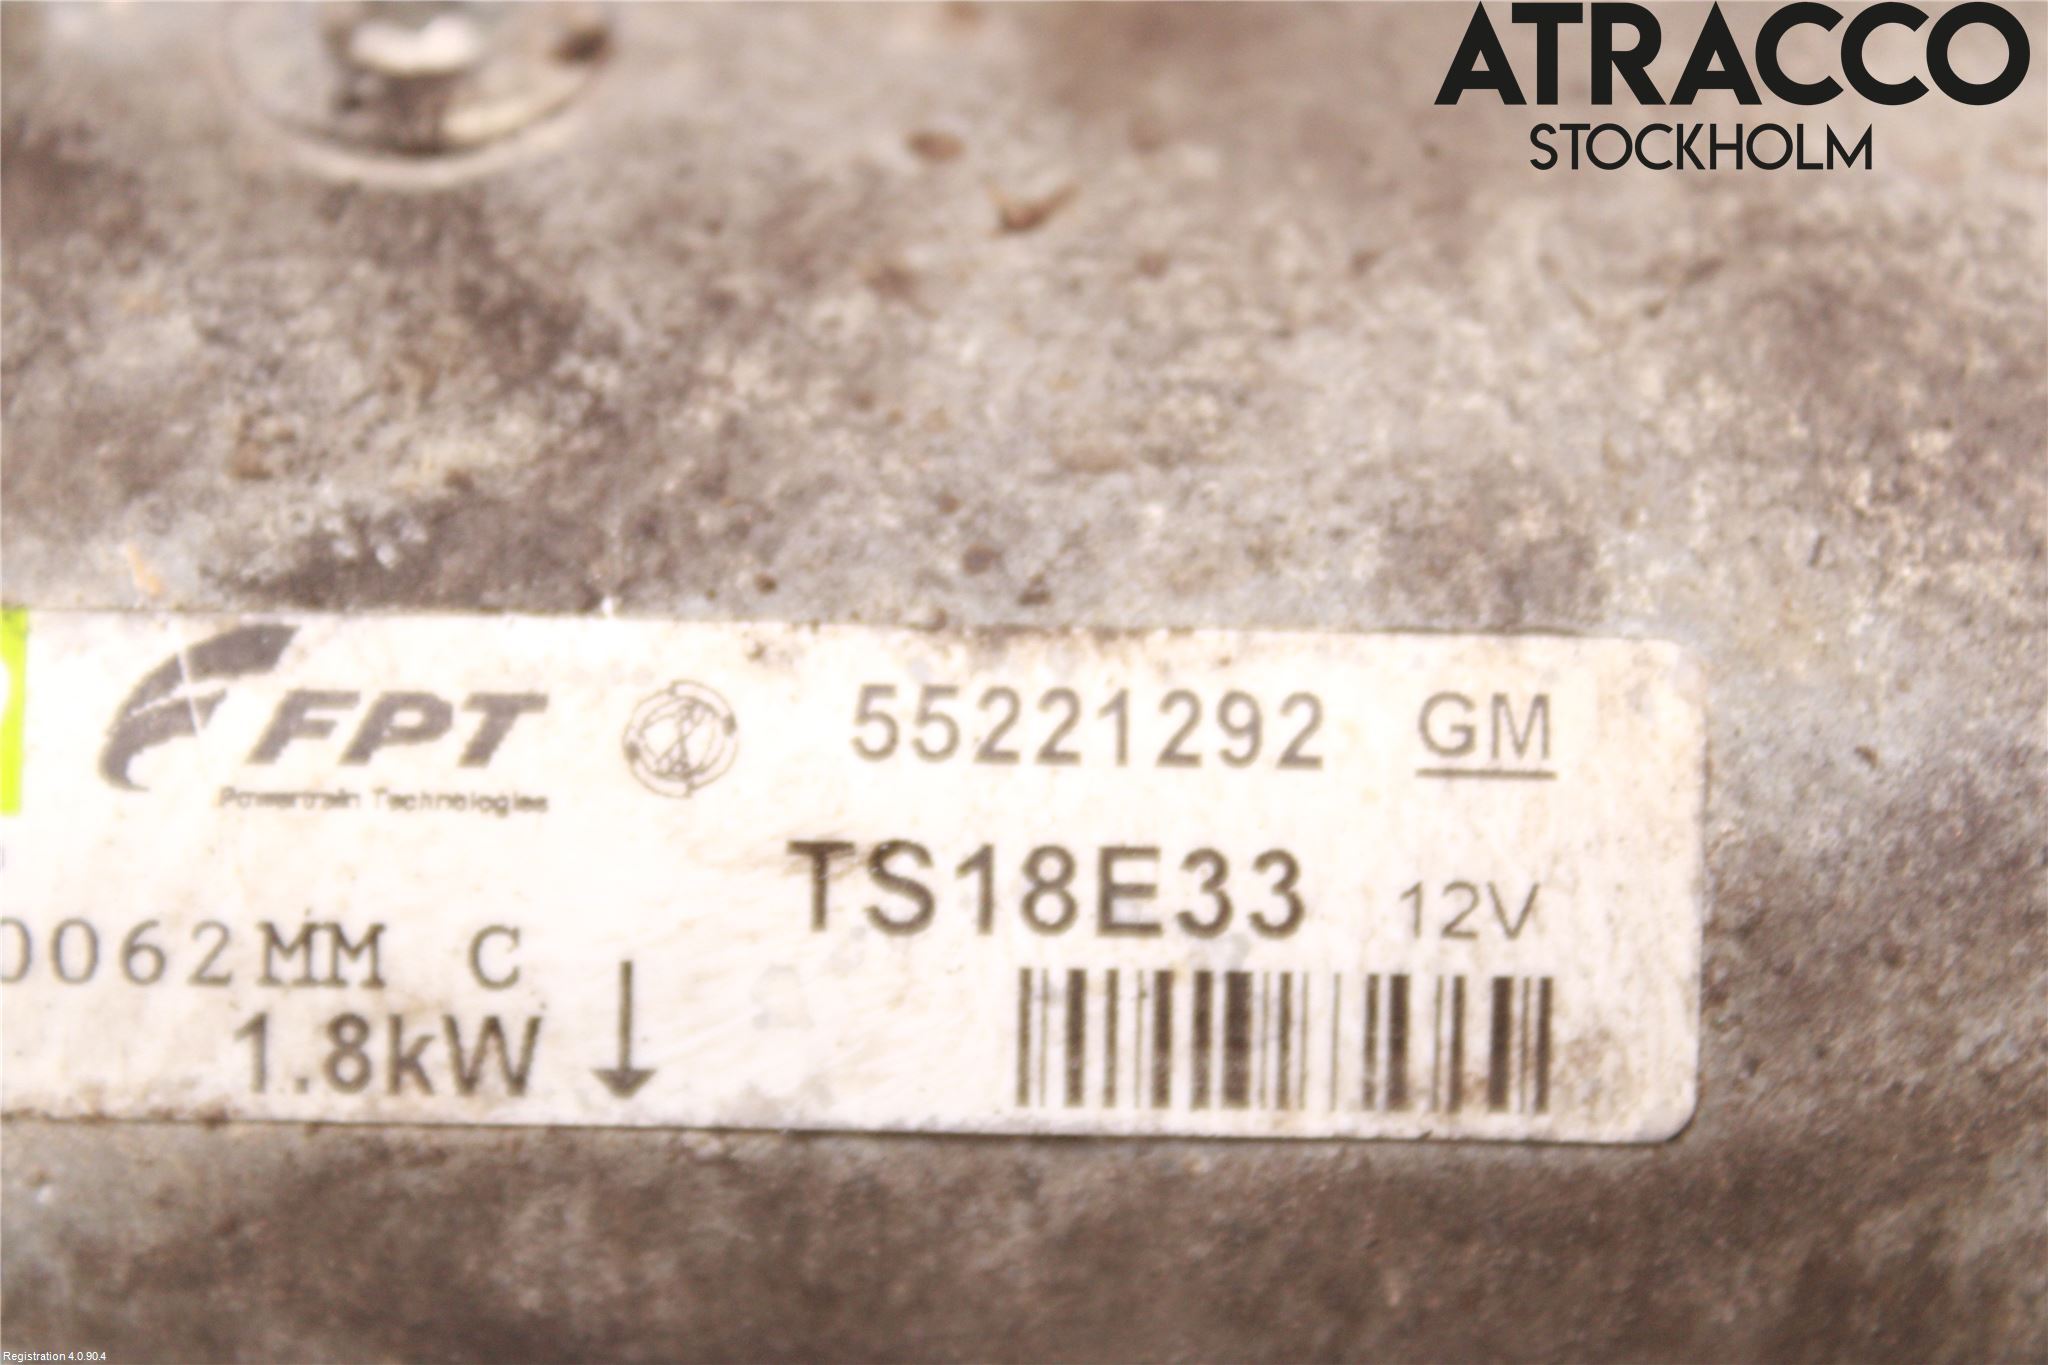 ATRACCO
STOCKHOLM
FPT
Powertrain Technologies
55221292 GM
TS18E33 12V
0062MM C
1.8kW
Registration 4.0.90.4